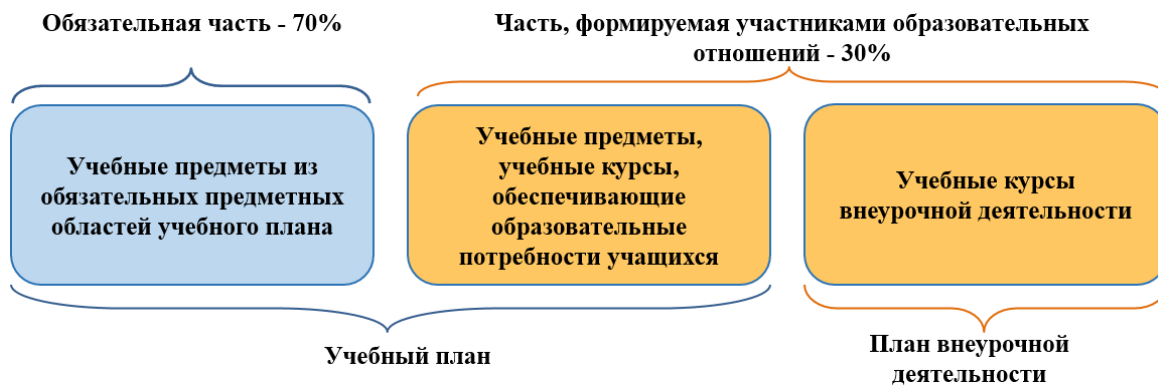 Обязательная часть - 70%
Часть, формируемая участниками образовательных
отношений - 30%
Учебные предметы из
обязательных предметных
областей учебного плана
Учебные предметы,
учебные курсы,
обеспечивающие
образовательные
потребности учащихся
Учебные курсы
внеурочной деятельности
Учебный план
План внеурочной
деятельности